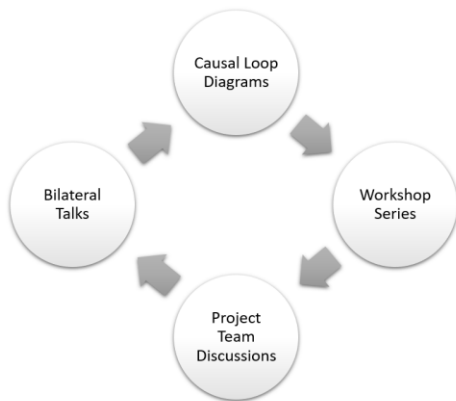 Causal Loop
Diagrams
Bilateral
Talks
Workshop
Series
Project
Team
Discussions